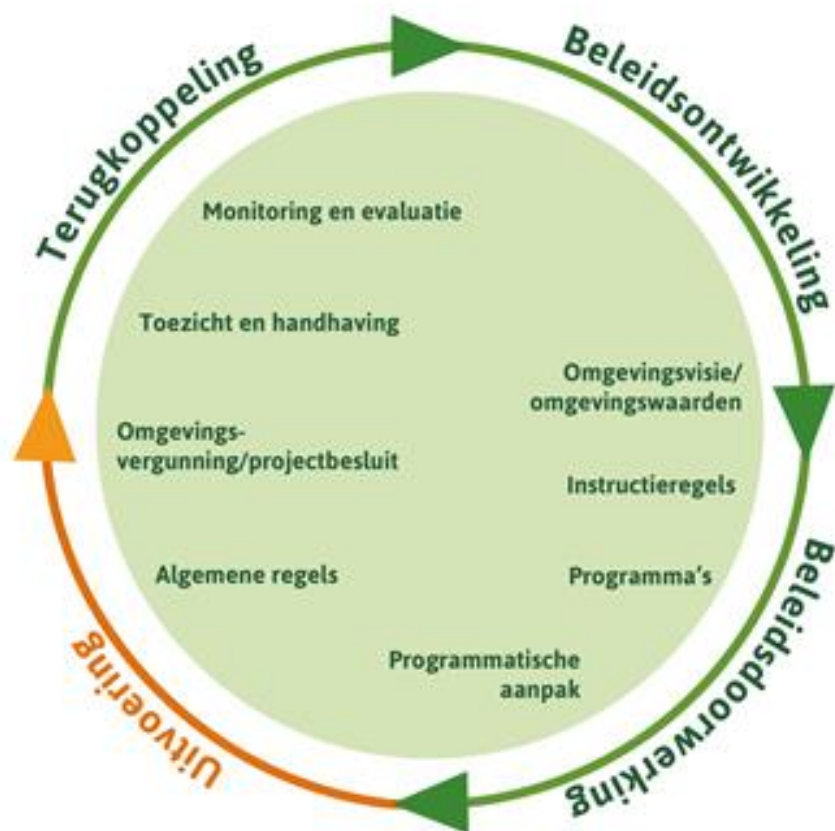 Terugkoppeling
Beleidsontwikkeling
Monitoring en evaluatie
Toezicht en handhaving
Omgevingsvisie/
omgevingswaarden
Omgevings-
vergunning/projectbesluit
Instructieregels
Algemene regels
Programma's
Programmatische
aanpak
Uitvoering
Beleidsdoorwerking